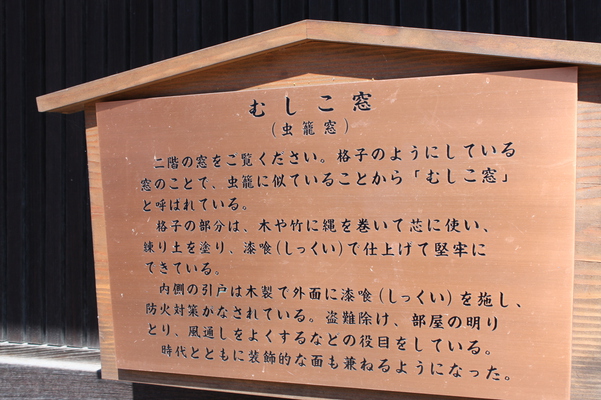 むしこ窓
（虫籠窓）
二階の窓をご覧ください。格子のようにしている
窓のことで、虫籠に似ていることから「むしこ窓」
と呼ばれている。
格子の部分は、木や竹に縄を巻いて芯に使い、
練り土を塗り、漆喰（しっくい）で仕上げて堅牢に
できている。
内側の引戸は木製で外面に漆喰（しっくい）を施し、
防火対策がなされている。盗難除け、部屋の明り
とり、風通しをよくするなどの役目をしている。
時代とともに装飾的な面も兼ねるようになった。